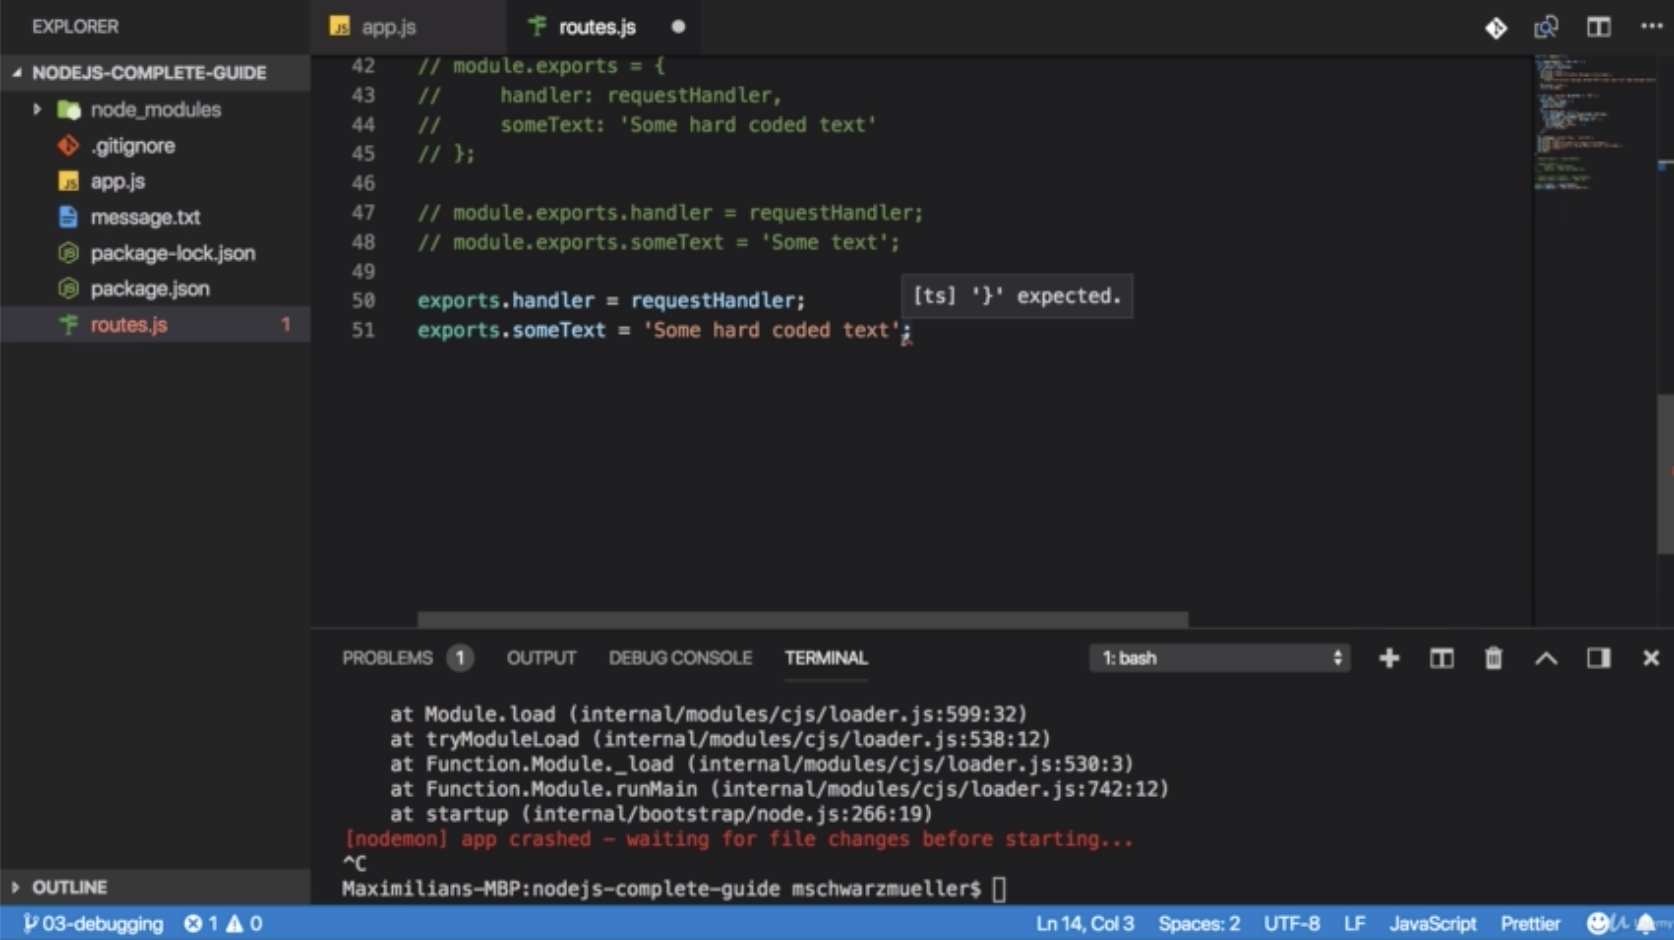 EXPLORER
app.js
routes.js
NODEJS-COMPLETE-GUIDE
node_modules
.gitignore
app.js
message.txt
package-lock.json
package.json
routes.js 1
42 // module.exports = {
43 //     handler: requestHandler,
44 //     someText: 'Some hard coded text'
45 // };
46
47 // module.exports.handler = requestHandler;
48 // module.exports.someText = 'Some text';
49
50 exports.handler = requestHandler;
51 exports.someText = 'Some hard coded text';
[ts] '}' expected.
PROBLEMS 1 OUTPUT DEBUG CONSOLE TERMINAL 1: bash
at Module.load (internal/modules/cjs/loader.js:599:32)
at tryModuleLoad (internal/modules/cjs/loader.js:538:12)
at Function.Module._load (internal/modules/cjs/loader.js:530:3)
at Function.Module.runMain (internal/modules/cjs/loader.js:742:12)
at startup (internal/bootstrap/node.js:266:19)
[nodemon] app crashed - waiting for file changes before starting...
^C
Maximilians-MBP:nodejs-complete-guide mschwarzmueller$
OUTLINE
03-debugging 1 0 Ln 14, Col 3 Spaces: 2 UTF-8 LF JavaScript Prettier